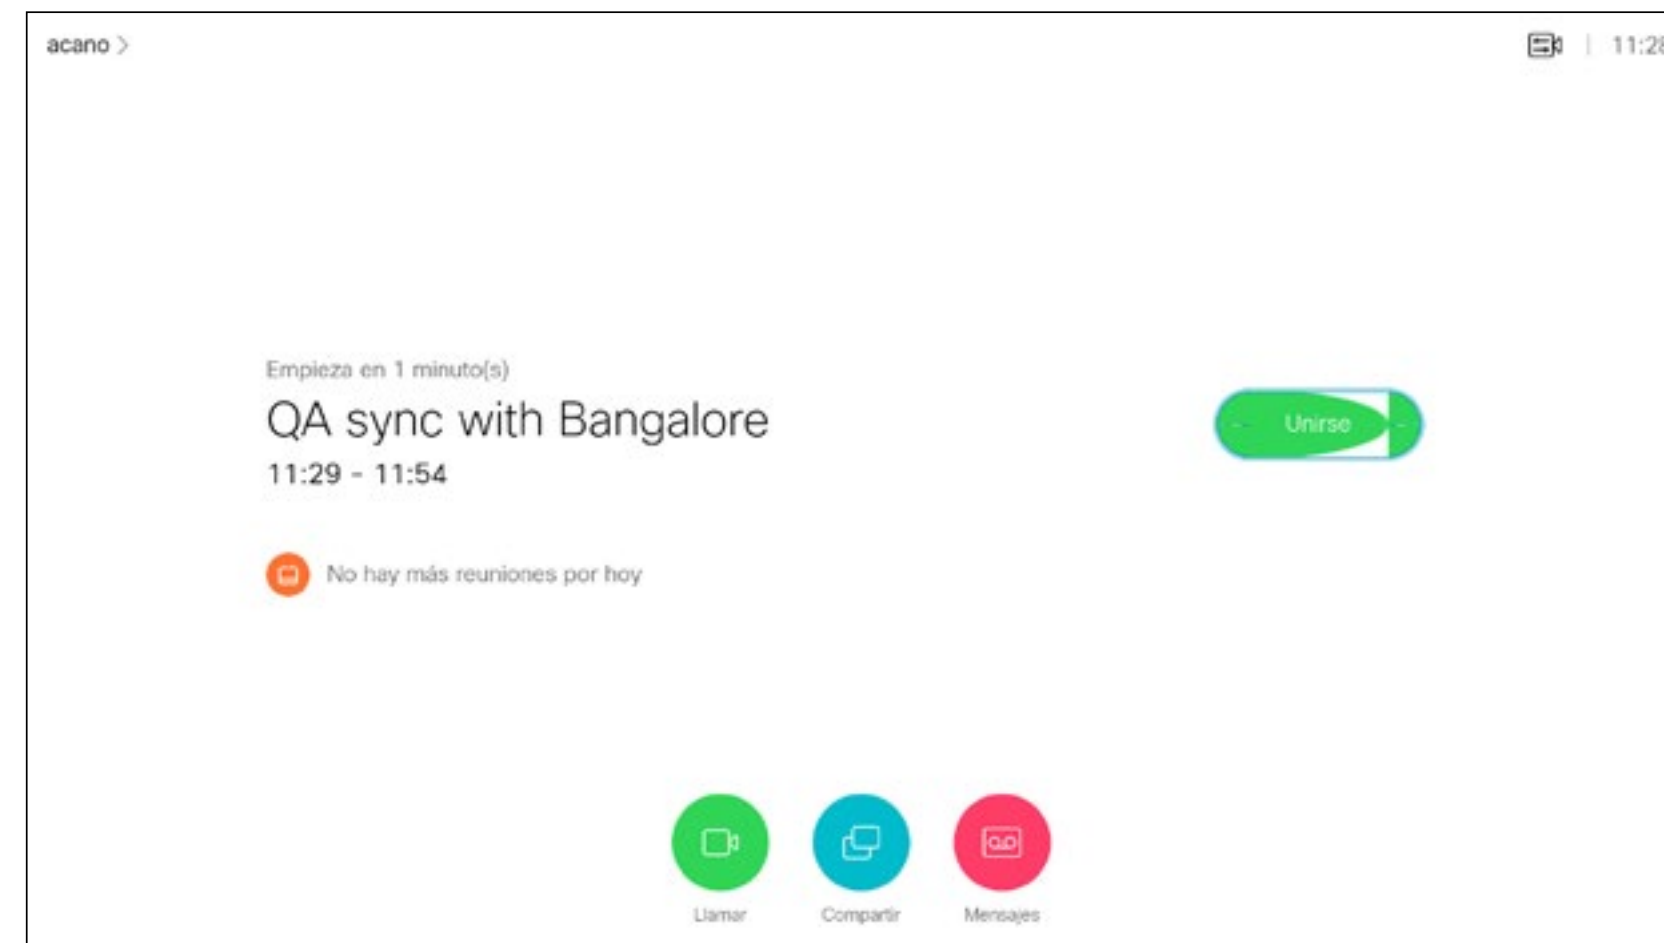 acano >
11:28
Empieza en 1 minuto(s)
QA sync with Bangalore
11:29 - 11:54
Unirse
No hay más reuniones por hoy
Llamar Compartir Mensajes